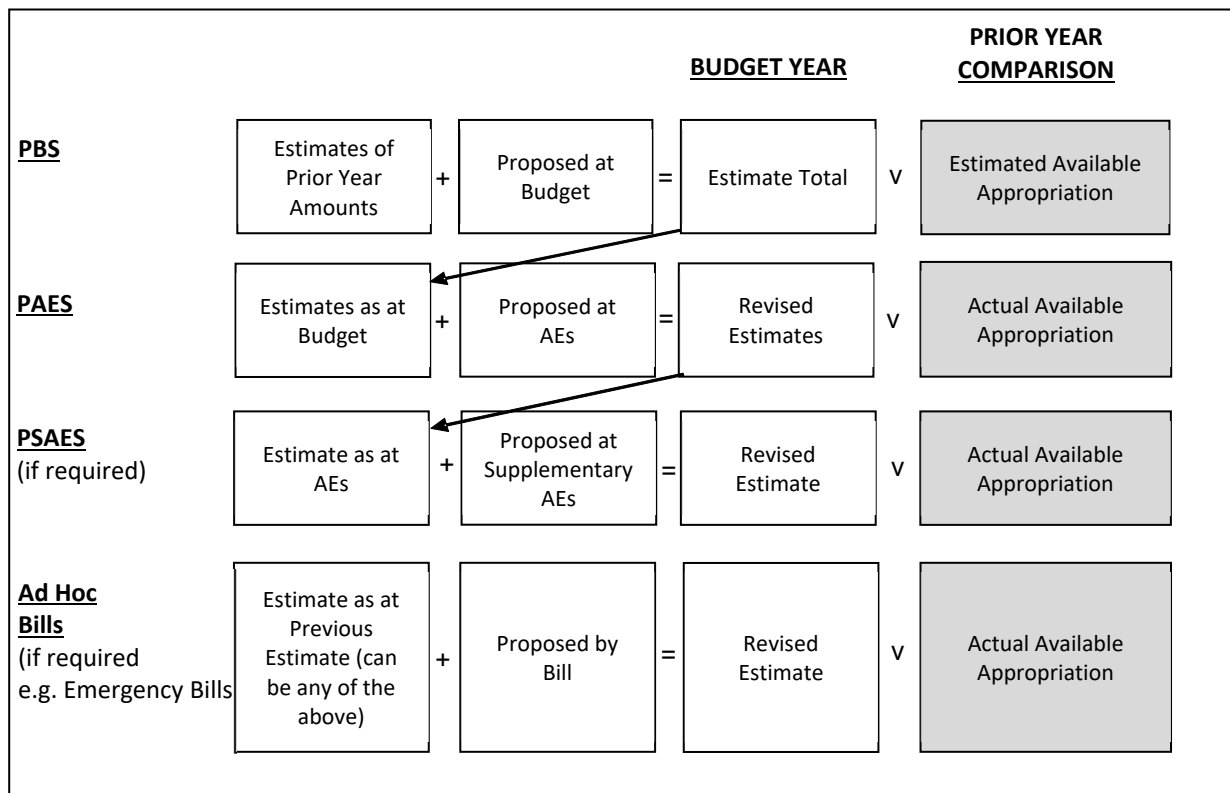 BUDGET YEAR
PRIOR YEAR
COMPARISON
PBS
Estimates of
Prior Year
Amounts
+
Proposed at
Budget
=
Estimate Total
v
Estimated Available
Appropriation
PAES
Estimates as at
Budget
+
Proposed at
AEs
=
Revised
Estimates
v
Actual Available
Appropriation
PSAES
(if required)
Estimate as at
AEs
+
Proposed at
Supplementary
AEs
=
Revised
Estimate
v
Actual Available
Appropriation
Ad Hoc
Bills
(if required
e.g. Emergency Bills
Estimate as at
Previous
Estimate (can
be any of the
above)
+
Proposed by
Bill
=
Revised
Estimate
v
Actual Available
Appropriation